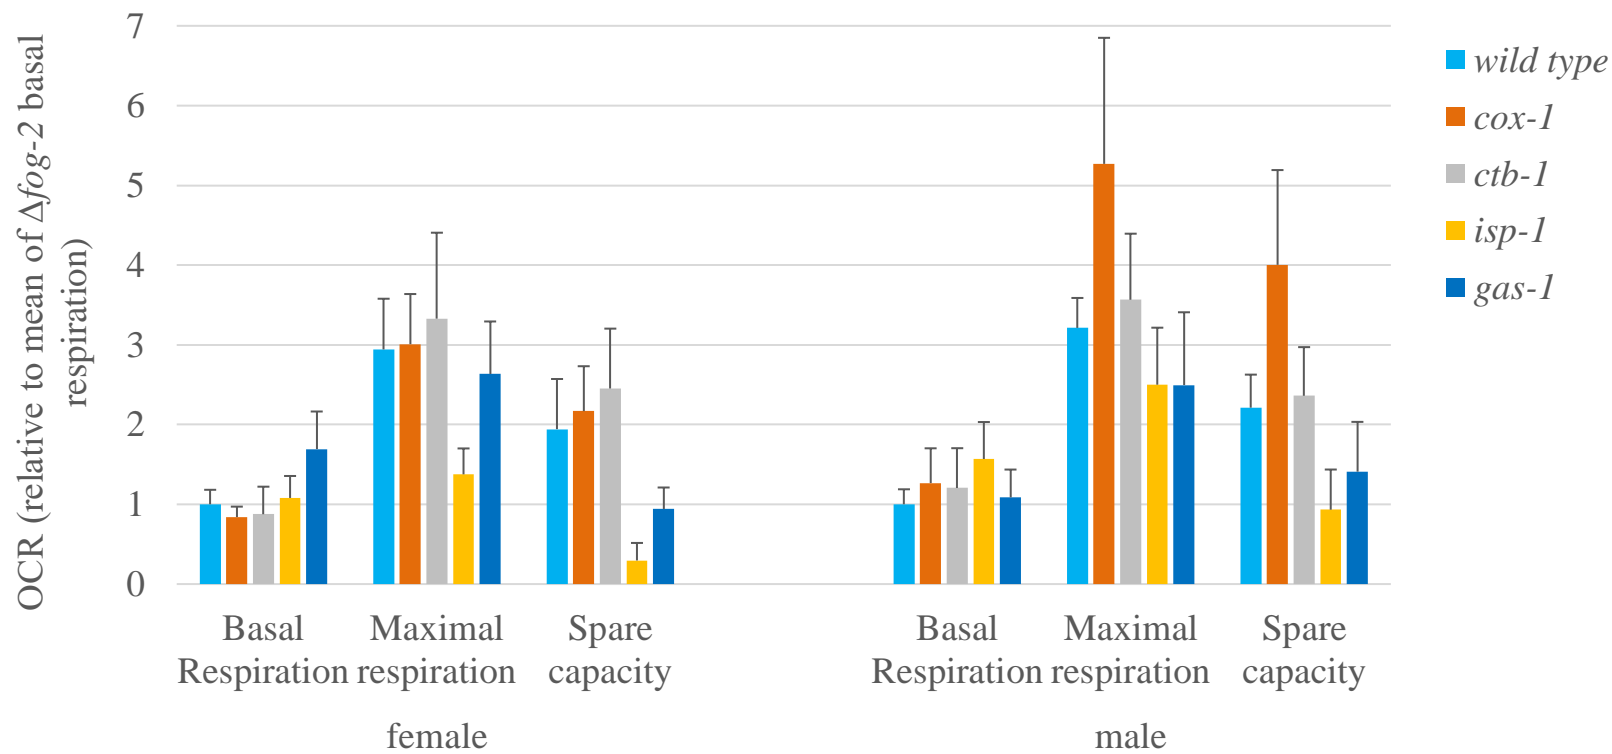 OCR (relative to mean of Δfog-2 basal
respiration)
7
6
5
4
3
2
1
0
Basal
Respiration
Maximal
respiration
Spare
capacity
female
Basal
Respiration
Maximal
respiration
Spare
capacity
male
wild type
cox-1
ctb-1
isp-1
gas-1